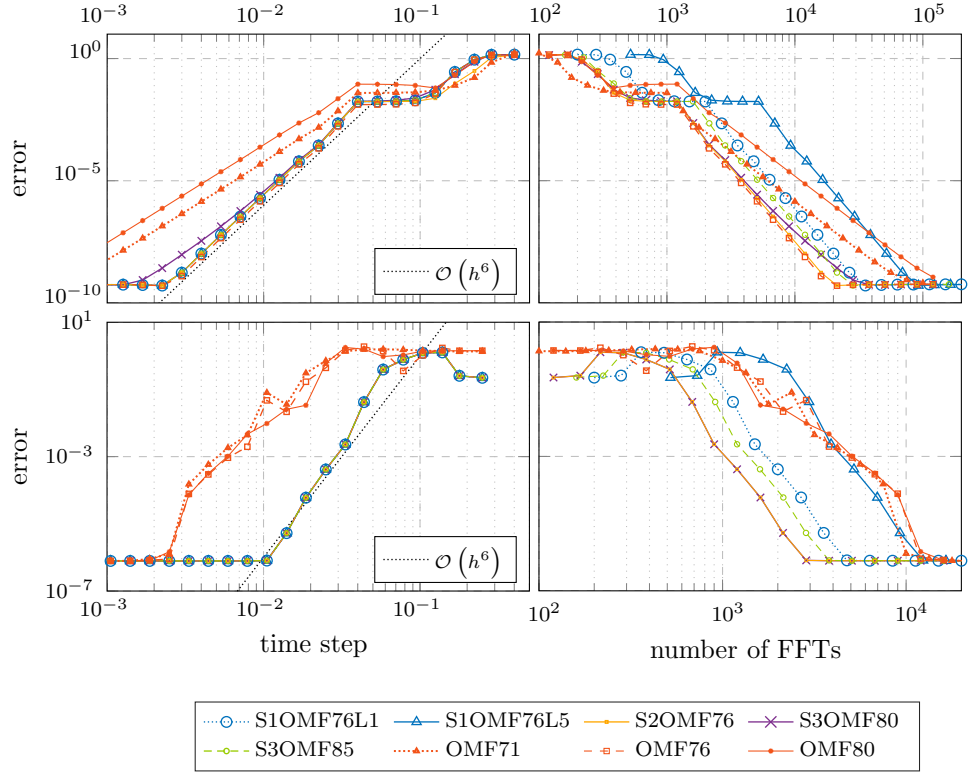 10^−3 10^−2 10^−1 10^2 10^3 10^4 10^5
10^0
10^−5
10^−10
error
O (h^6)
10^1
10^−3
10^−7
error
O (h^6)
10^−3 10^−2 10^−1 10^2 10^3 10^4
time step
number of FFTs
S1OMF76L1 S1OMF76L5 S2OMF76 S3OMF80
S3OMF85 OMF71 OMF76 OMF80